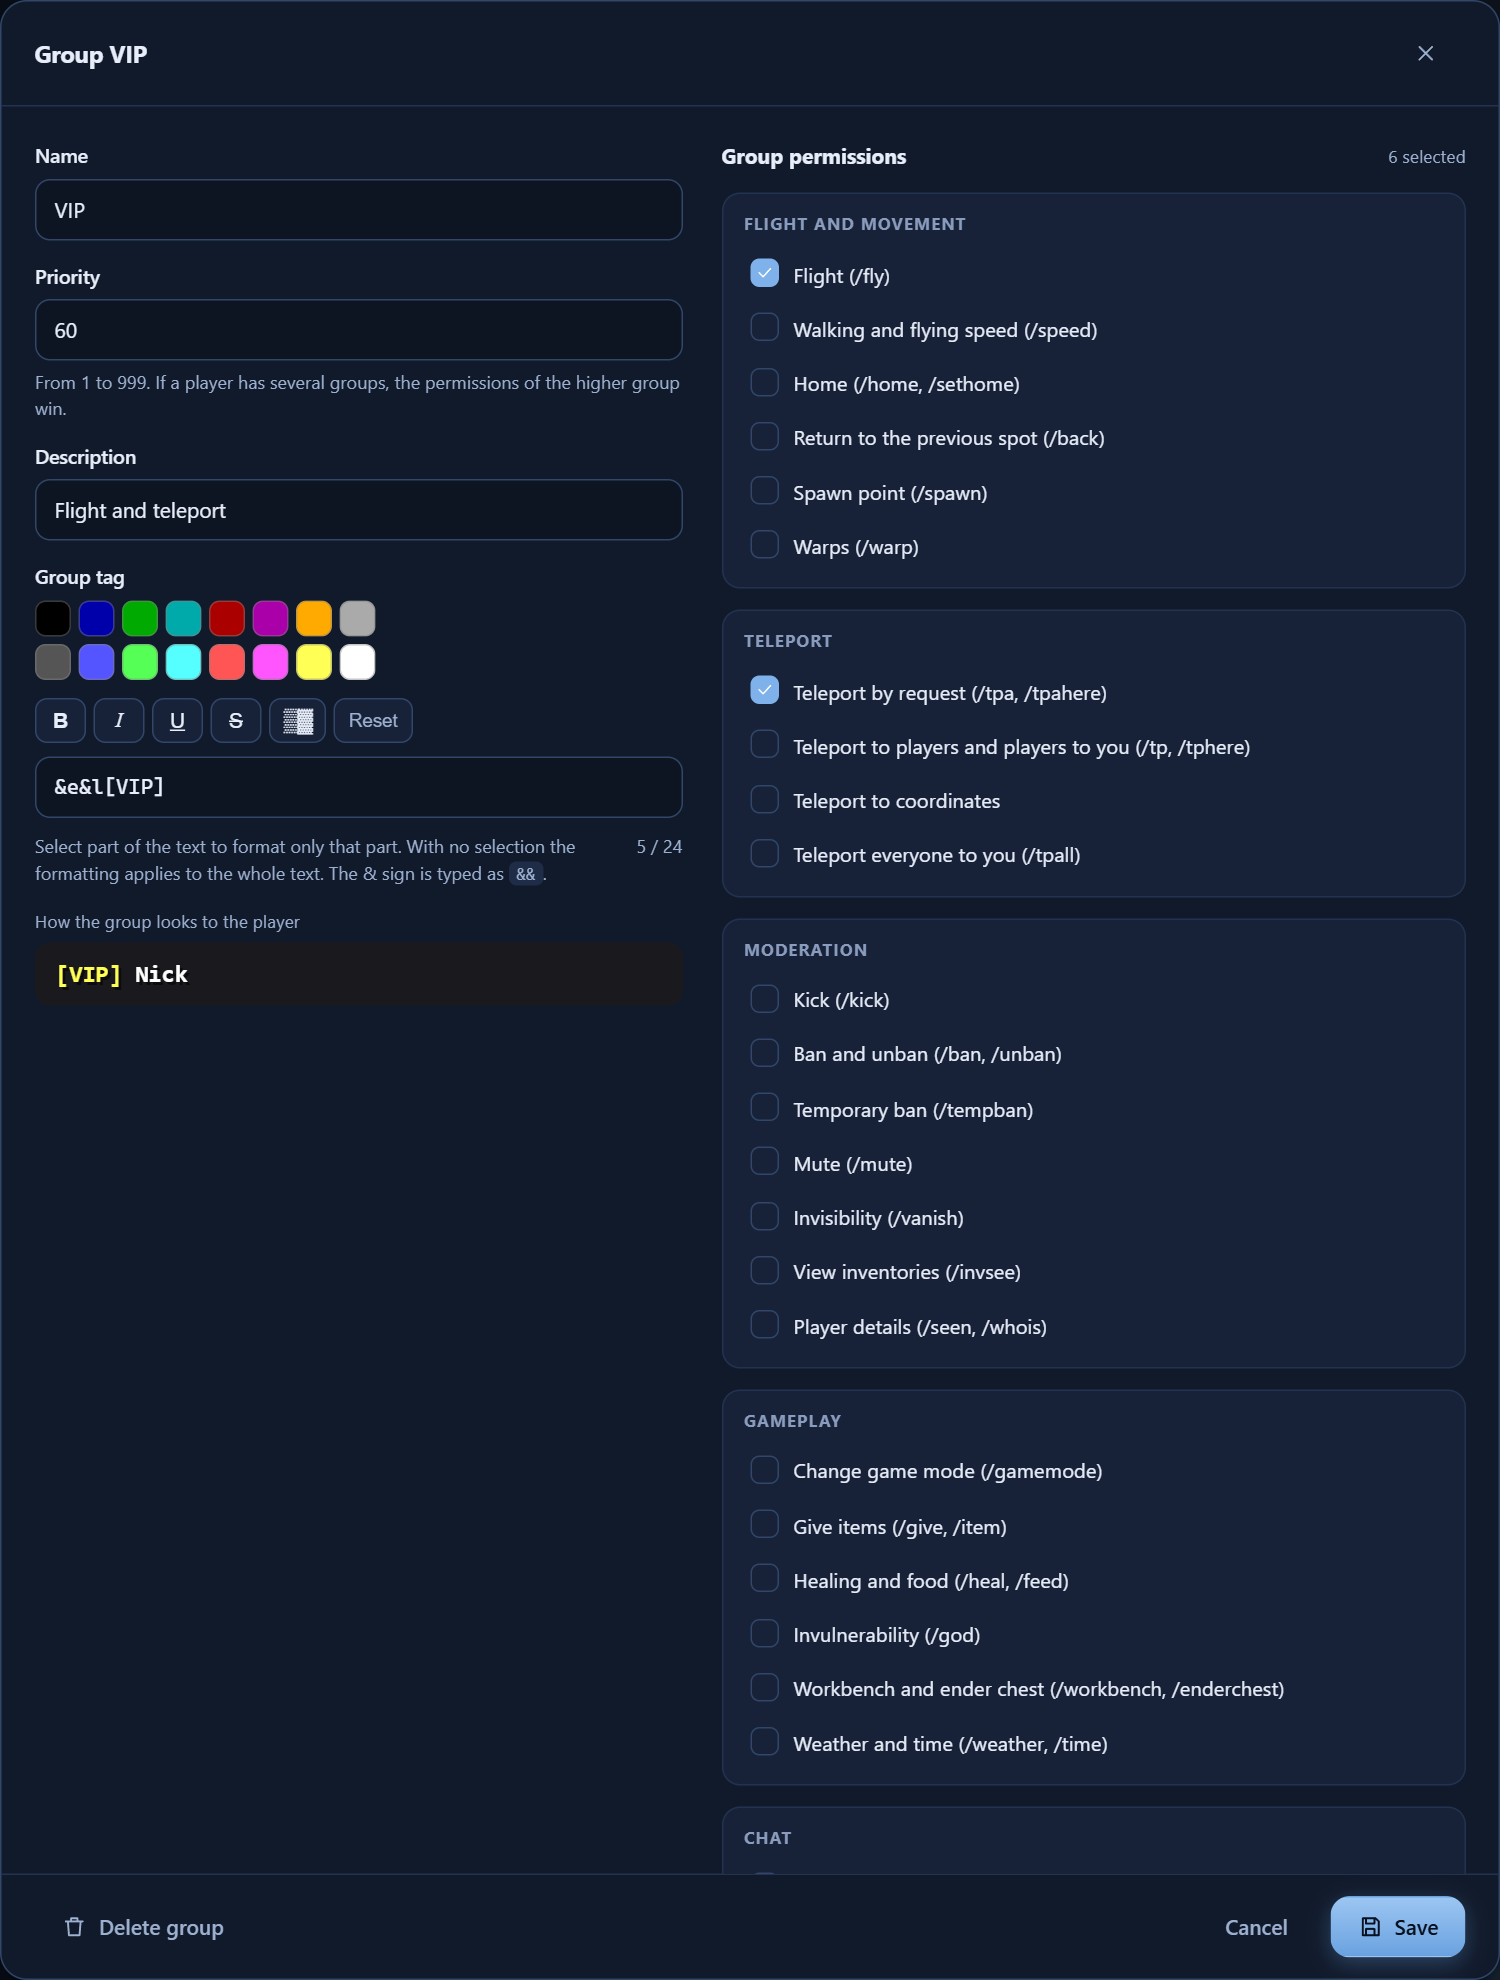 Group VIP
Name
VIP
Priority
60
From 1 to 999. If a player has several groups, the permissions of the higher group
win.
Description
Flight and teleport
Group tag
B I U S ▒▓ Reset
&e&l[VIP]
Select part of the text to format only that part. With no selection the
formatting applies to the whole text. The & sign is typed as && .
5 / 24
How the group looks to the player
[VIP] Nick
Group permissions
6 selected
FLIGHT AND MOVEMENT
Flight (/fly)
Walking and flying speed (/speed)
Home (/home, /sethome)
Return to the previous spot (/back)
Spawn point (/spawn)
Warps (/warp)
TELEPORT
Teleport by request (/tpa, /tpahere)
Teleport to players and players to you (/tp, /tphere)
Teleport to coordinates
Teleport everyone to you (/tpall)
MODERATION
Kick (/kick)
Ban and unban (/ban, /unban)
Temporary ban (/tempban)
Mute (/mute)
Invisibility (/vanish)
View inventories (/invsee)
Player details (/seen, /whois)
GAMEPLAY
Change game mode (/gamemode)
Give items (/give, /item)
Healing and food (/heal, /feed)
Invulnerability (/god)
Workbench and ender chest (/workbench, /enderchest)
Weather and time (/weather, /time)
CHAT
Delete group
Cancel
Save